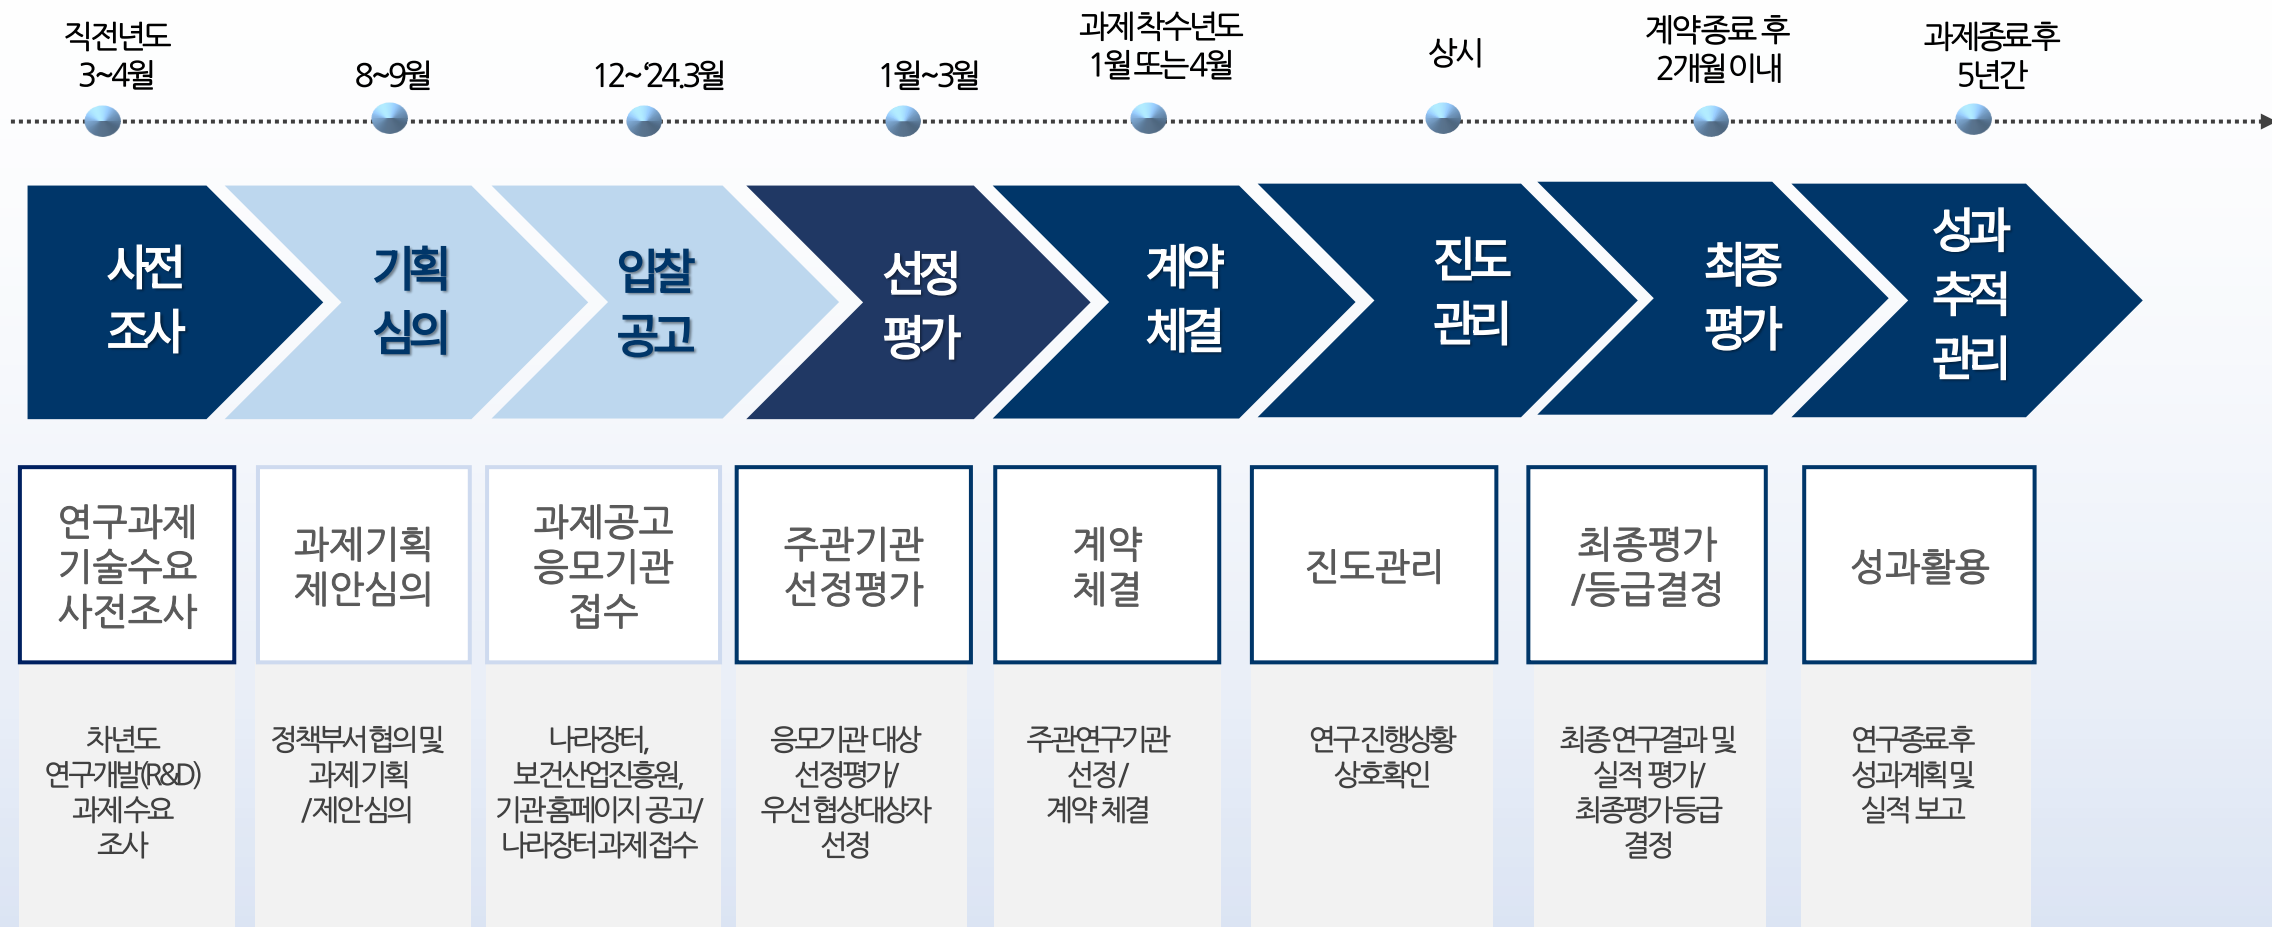 직전년도
3~4월
8~9월
12~‘24.3월
1월~3월
과제 착수년도
1월 또는 4월
상시
계약종료 후
2개월 이내
과제종료 후
5년간
사전
조사
기획
심의
입찰
공고
선정
평가
계약
체결
진도
관리
최종
평가
성과
추적
관리
연구과제
기술수요
사전조사
과제기획
제안심의
과제공고
응모기관
접수
주관기관
선정평가
계약
체결
진도관리
최종평가
/등급결정
성과활용
차년도
연구개발(R&D)
과제수요
조사
정책부서 협의 및
과제 기획
/제안심의
나라장터,
보건산업진흥원,
기관홈페이지 공고/
나라장터 과제 접수
응모기관 대상
선정평가/
우선 협상대상자
선정
주관연구기관
선정 /
계약 체결
연구 진행상황
상호확인
최종 연구결과 및
실적 평가/
최종평가등급
결정
연구종료 후
성과계획 및
실적 보고